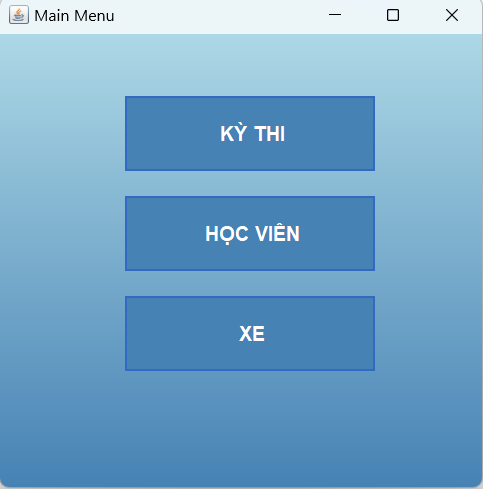 Main Menu
KỲ THI
HỌC VIÊN
XE